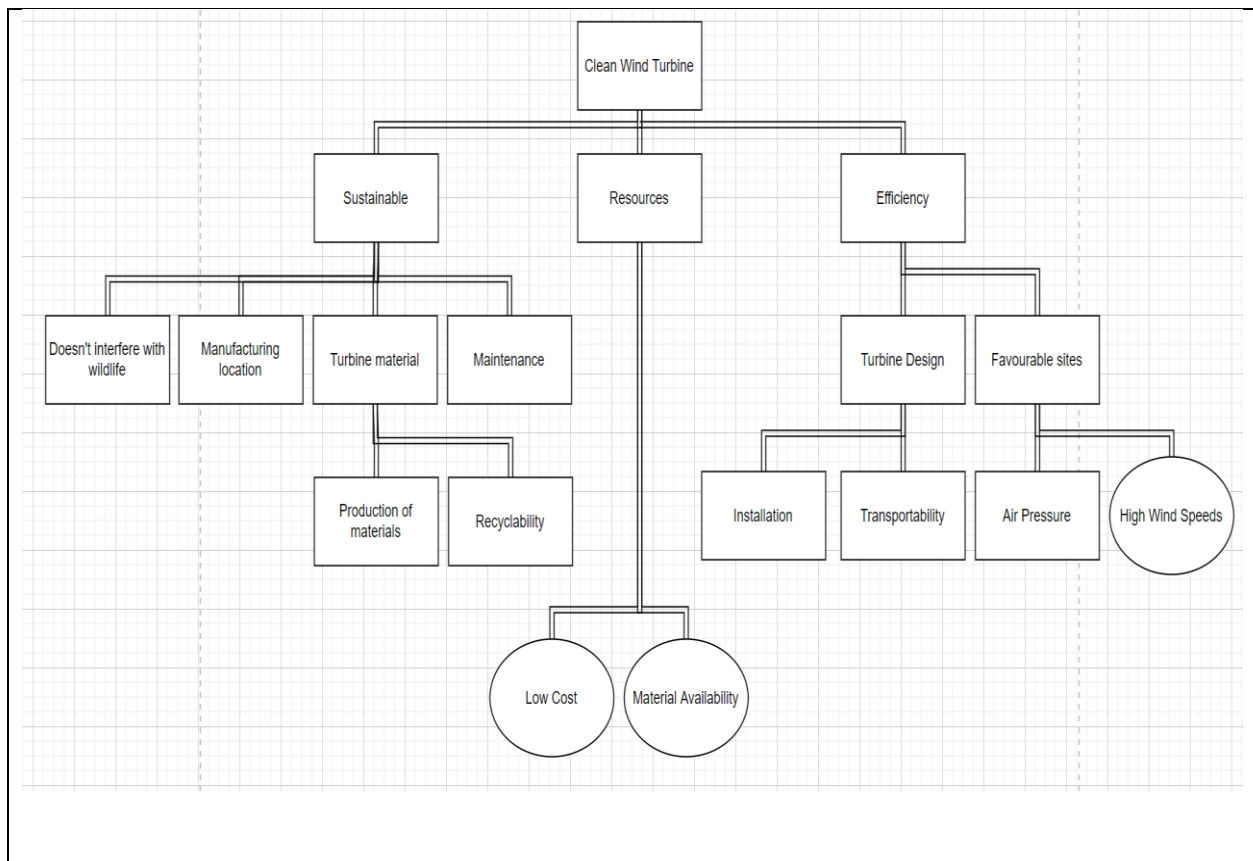 Clean Wind Turbine
Sustainable
Resources
Efficiency
Doesn't interfere with
wildlife
Manufacturing
location
Turbine material
Maintenance
Turbine Design
Favourable sites
Production of
materials
Recyclability
Installation
Transportability
Air Pressure
High Wind Speeds
Low Cost
Material Availability